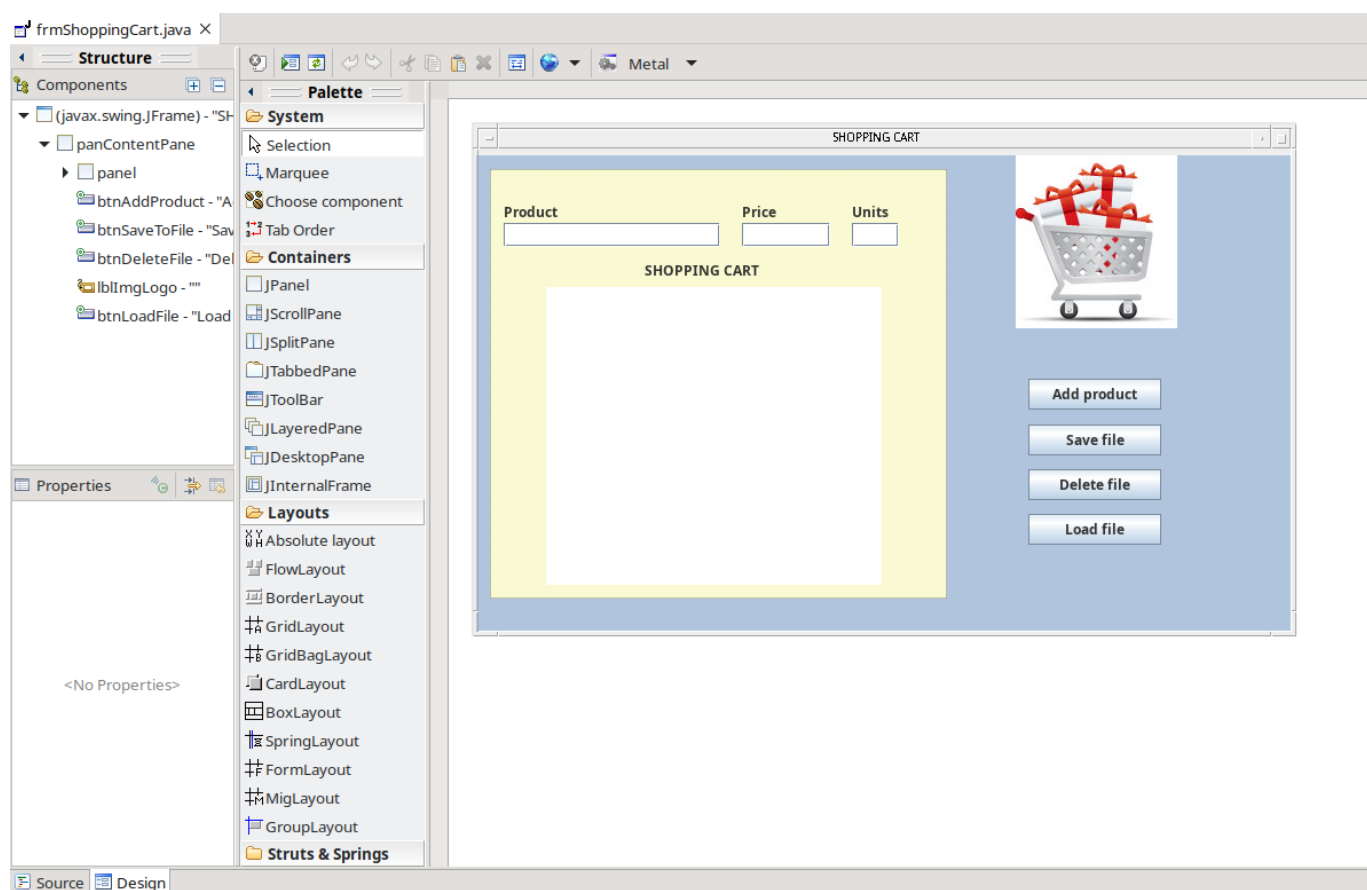 frmShoppingCart.java
Structure
Components
(javax.swing.JFrame) - "SH
panContentPane
panel
btnAddProduct - "A
btnSaveToFile - "Sav
btnDeleteFile - "Del
lblImgLogo - ""
btnLoadFile - "Load
Properties
<No Properties>
Metal
Palette
System
Selection
Marquee
Choose component
Tab Order
Containers
JPanel
JScrollPane
JSplitPane
JTabbedPane
JToolBar
JLayeredPane
JDesktopPane
JInternalFrame
Layouts
Absolute layout
FlowLayout
BorderLayout
GridLayout
GridBagLayout
CardLayout
BoxLayout
SpringLayout
FormLayout
MigLayout
GroupLayout
Struts & Springs
SHOPPING CART
Product Price Units
SHOPPING CART
Add product
Save file
Delete file
Load file
Source Design